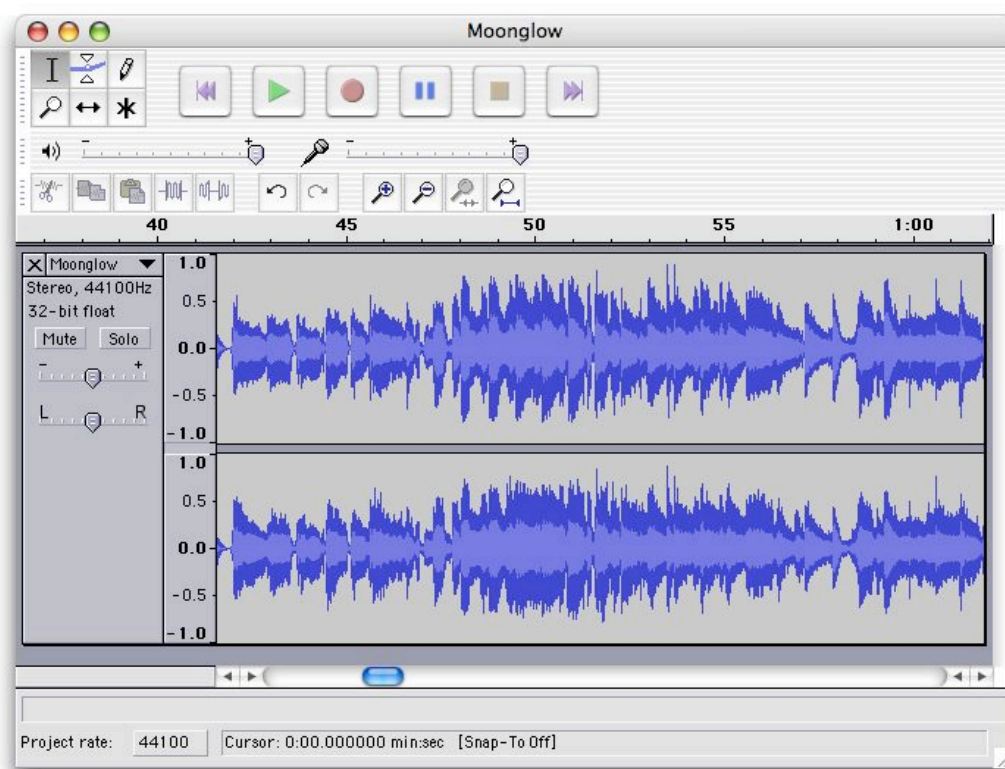 Moonglow
40 45 50 55 1:00
Moonglow
Stereo, 44100Hz
32-bit float
Mute Solo
- +
L R
1.0
0.5
0.0
-0.5
-1.0
1.0
0.5
0.0
-0.5
-1.0
Project rate: 44100 Cursor: 0:00.000000 min:sec [Snap-To Off]